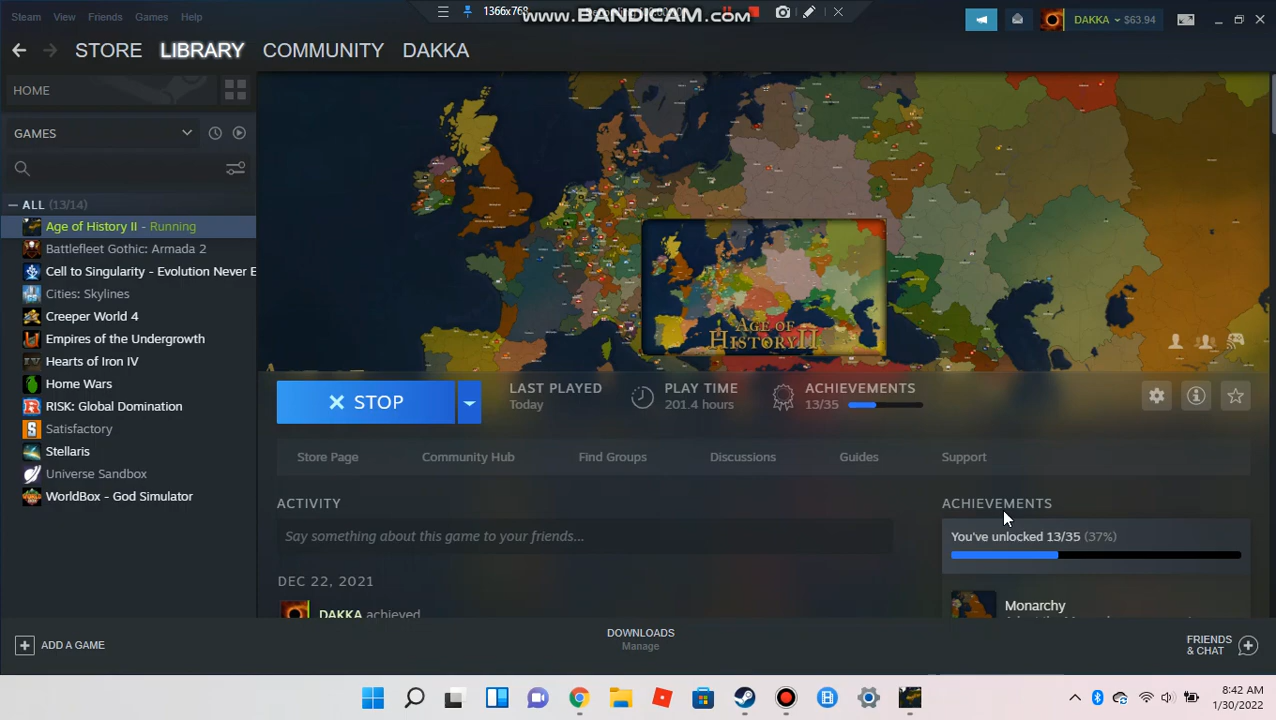 1366x768
www.BANDICAM.com
Steam View Friends Games Help
DAKKA $63.94
STORE LIBRARY COMMUNITY DAKKA
HOME
GAMES
ALL (13/14)
Age of History II - Running
Battlefleet Gothic: Armada 2
Cell to Singularity - Evolution Never E
Cities: Skylines
Creeper World 4
Empires of the Undergrowth
Hearts of Iron IV
Home Wars
RISK: Global Domination
Satisfactory
Stellaris
Universe Sandbox
WorldBox - God Simulator
AGE OF
HISTORY II
STOP
LAST PLAYED
Today
PLAY TIME
201.4 hours
ACHIEVEMENTS
13/35
Store Page Community Hub Find Groups Discussions Guides Support
ACTIVITY
Say something about this game to your friends...
DEC 22, 2021
DAKKA achieved
ACHIEVEMENTS
You've unlocked 13/35 (37%)
Monarchy
ADD A GAME
DOWNLOADS
Manage
FRIENDS
& CHAT
8:42 AM
1/30/2022